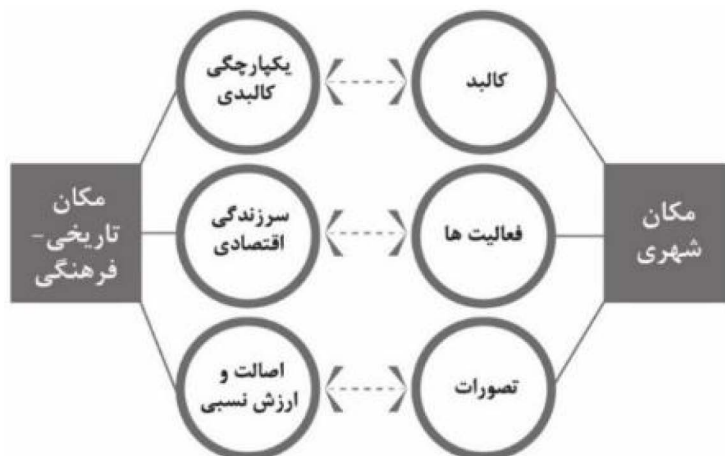 مکان
شهری
کالبد
فعالیت ها
تصورات
یکپارچگی
کالبدی
سرزندگی
اقتصادی
اصالت و
ارزش نسبی
مکان
تاریخی-
فرهنگی